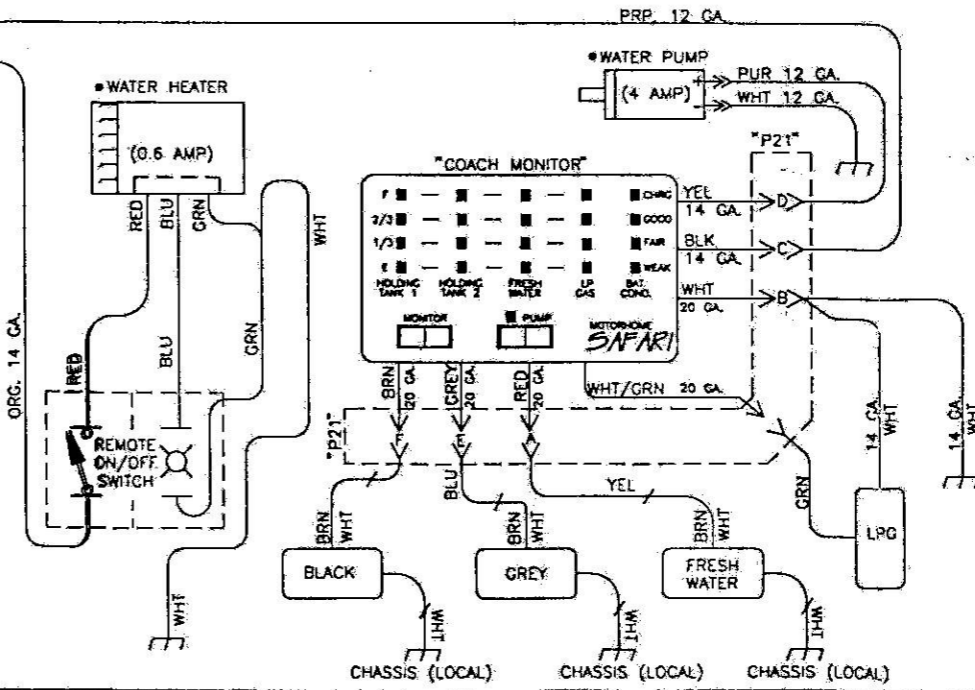 PRP, 12 GA.
•WATER PUMP
(4 AMP)
PUR 12 GA.
WHT 12 GA.
•WATER HEATER
(0.6 AMP)
RED
BLU
GRN
WHT
"P21"
"COACH MONITOR"
F
2/3
1/3
E
CHRG
GOOD
FAIR
WEAK
HOLDING TANK 1
HOLDING TANK 2
FRESH WATER
LP GAS
BAT. COND.
MONITOR
PUMP
MOTORHOME
SAFARI
YEL
14 GA.
D
BLK
14 GA.
C
WHT
20 GA.
B
ORG. 14 GA.
RED
BLU
GRN
REMOTE
ON/OFF
SWITCH
WHT
BRN
20 GA.
GREY
20 GA.
RED
20 GA.
WHT/GRN 20 GA.
"P21"
F
E
A
BLU
YEL
GRN
14 GA.
WHT
14 GA.
WHT
BRN
WHT
BRN
WHT
BRN
WHT
BLACK
GREY
FRESH
WATER
LPG
WHT
WHT
WHT
CHASSIS (LOCAL)
CHASSIS (LOCAL)
CHASSIS (LOCAL)